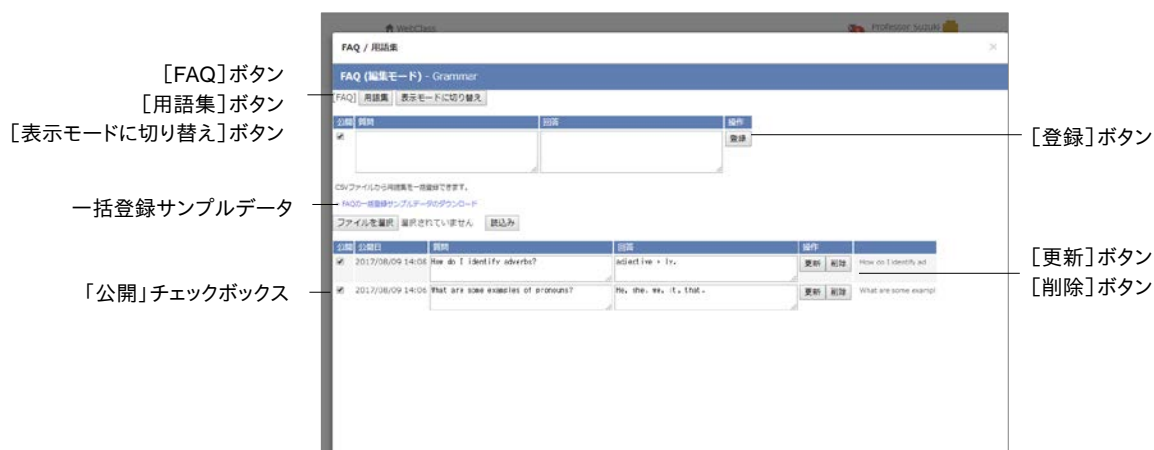 WebClass
Professor Suzuki
FAQ / 用語集
×
[FAQ]ボタン
[用語集]ボタン
[表示モードに切り替え]ボタン
FAQ (編集モード) - Grammar
[FAQ] 用語集 表示モードに切り替え
公開 質問 回答 操作
登録
[登録]ボタン
CSVファイルから用語集を一括登録できます。
一括登録サンプルデータ
FAQの一括登録サンプルデータのダウンロード
ファイルを選択 選択されていません 読込み
公開 公開日 質問 回答 操作
2017/08/09 14:06 How do I identify adverbs? adjective + ly. 更新 削除 How do I identify ad
[更新]ボタン
[削除]ボタン
「公開」チェックボックス
2017/08/09 14:06 What are some examples of pronouns? He, she, we, it, that. 更新 削除 What are some exampl